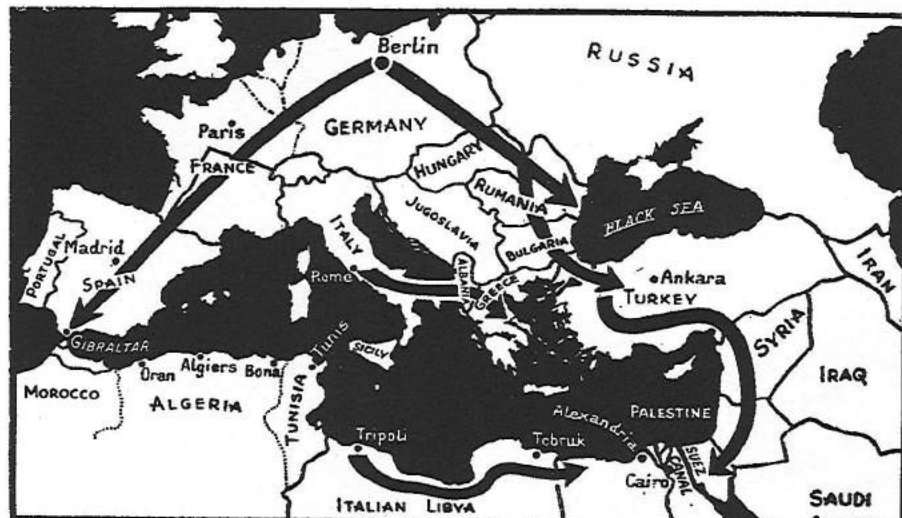 Berlin
RUSSIA
Paris
GERMANY
FRANCE
HUNGARY
RUMANIA
BLACK SEA
JUGOSLAVIA
BULGARIA
PORTUGAL
Madrid
SPAIN
ITALY
Rome
ALBANIA
GREECE
Ankara
TURKEY
IRAN
SYRIA
IRAQ
GIBRALTAR
Oran
Algiers
Bona
Tunis
SICILY
MOROCCO
ALGERIA
TUNISIA
Tripoli
Tobruk
Alexandria
PALESTINE
Cairo
SUEZ
CANAL
ITALIAN LIBYA
SAUDI